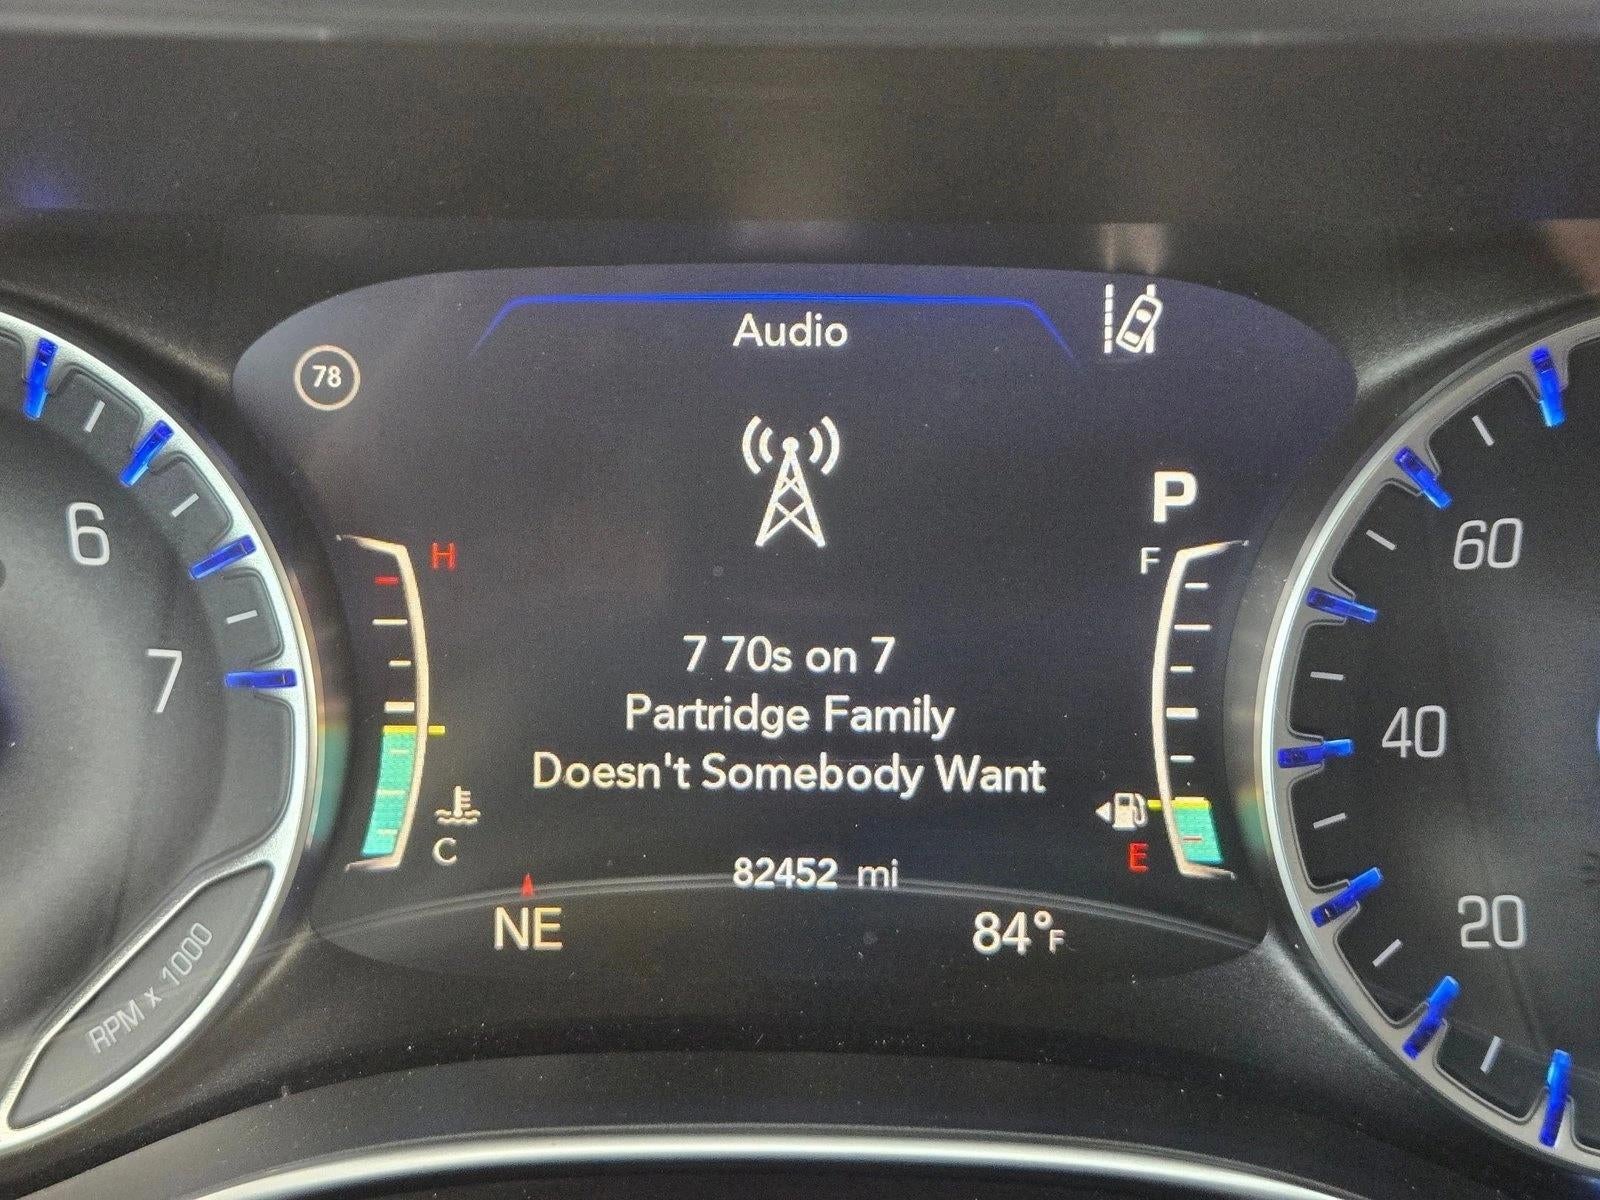 Audio
78
P
H
F
6
60
7
7 70s on 7
Partridge Family
40
Doesn't Somebody Want
C
E
82452 mi
NE
84°F
20
RPM x 1000